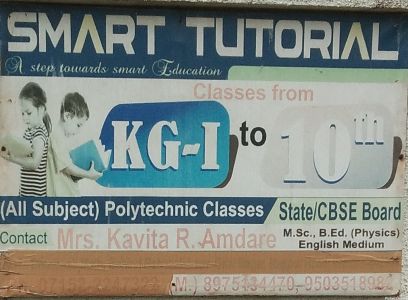 SMART TUTORIAL
A step towards smart Education
Classes from
KG-I to 10th
(All Subject) Polytechnic Classes State/CBSE Board
Contact Mrs. Kavita R. Amdare M.Sc., B.Ed. (Physics)
English Medium
(M.) 8975134470